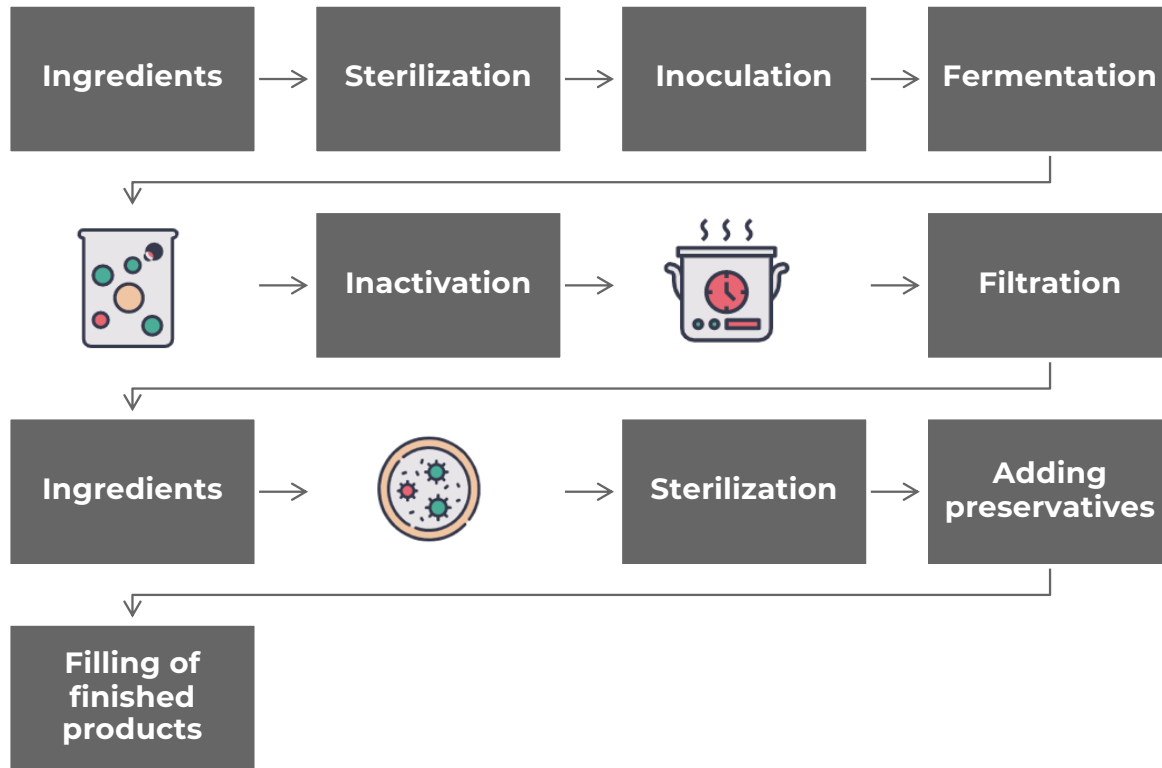 Ingredients
Sterilization
Inoculation
Fermentation
Inactivation
Filtration
Ingredients
Sterilization
Adding
preservatives
Filling of
finished
products